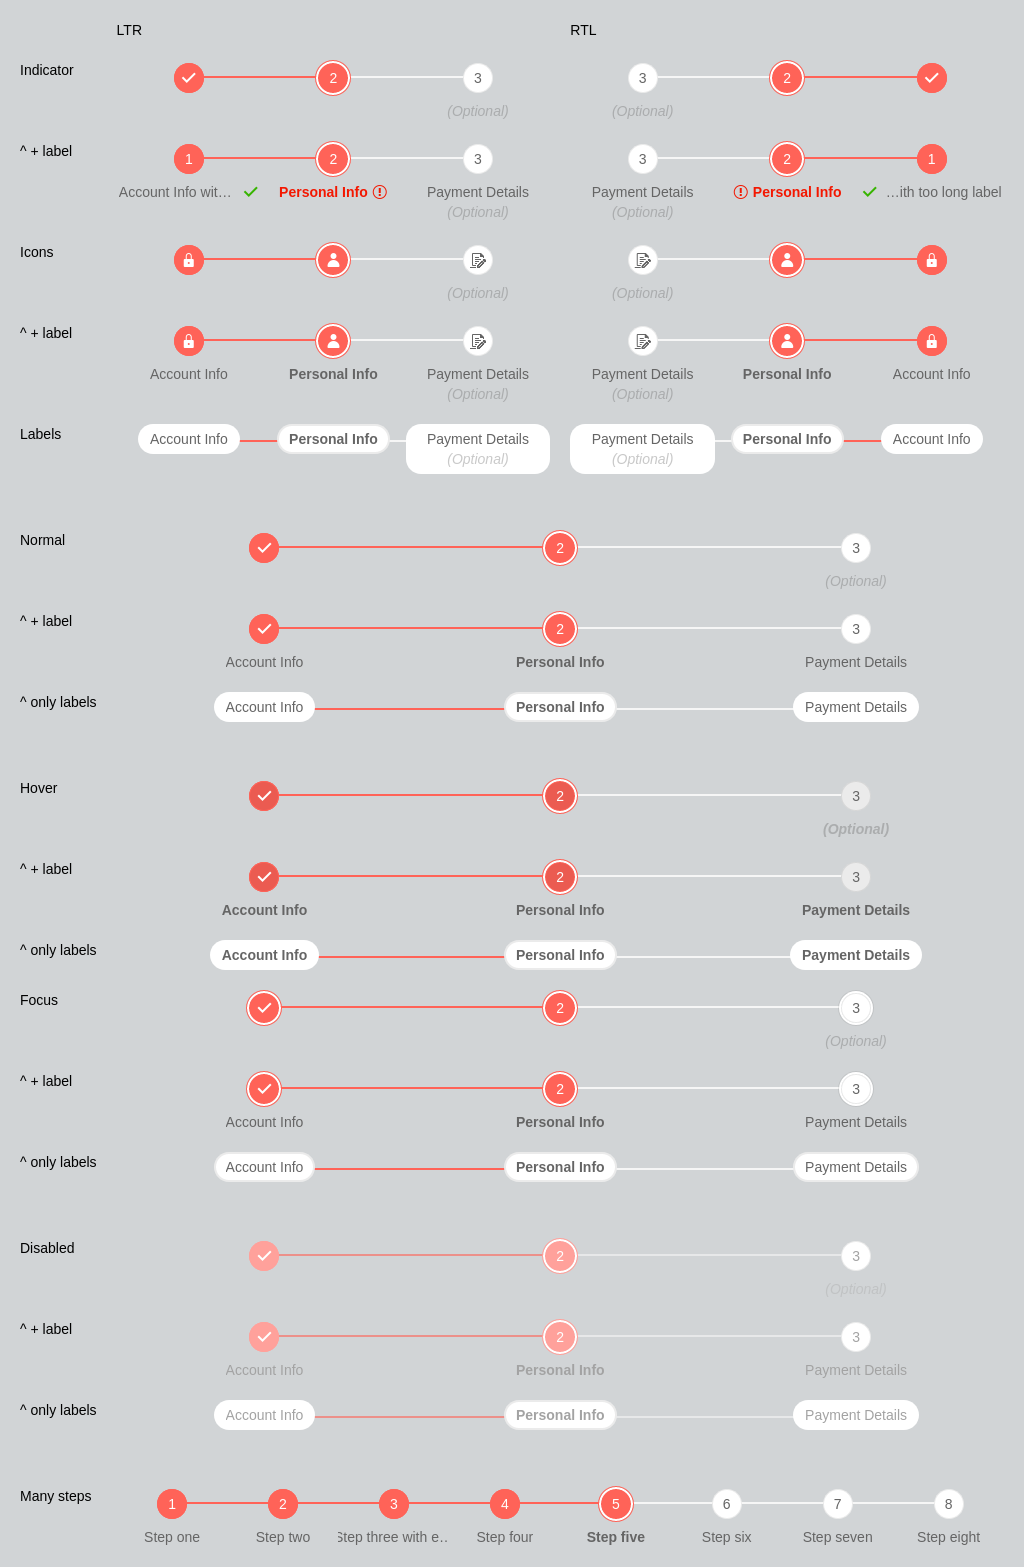 LTR RTL
Indicator 2 3 3 2
(Optional) (Optional)
^ + label 1 2 3 3 2 1
Account Info wit… Personal Info Payment Details Payment Details Personal Info …ith too long label
(Optional) (Optional)
Icons
(Optional) (Optional)
^ + label
Account Info Personal Info Payment Details Payment Details Personal Info Account Info
(Optional) (Optional)
Labels Account Info Personal Info Payment Details Payment Details Personal Info Account Info
(Optional) (Optional)
Normal 2 3
(Optional)
^ + label 2 3
Account Info Personal Info Payment Details
^ only labels Account Info Personal Info Payment Details
Hover 2 3
(Optional)
^ + label 2 3
Account Info Personal Info Payment Details
^ only labels Account Info Personal Info Payment Details
Focus 2 3
(Optional)
^ + label 2 3
Account Info Personal Info Payment Details
^ only labels Account Info Personal Info Payment Details
Disabled 2 3
(Optional)
^ + label 2 3
Account Info Personal Info Payment Details
^ only labels Account Info Personal Info Payment Details
Many steps 1 2 3 4 5 6 7 8
Step one Step two Step three with e… Step four Step five Step six Step seven Step eight